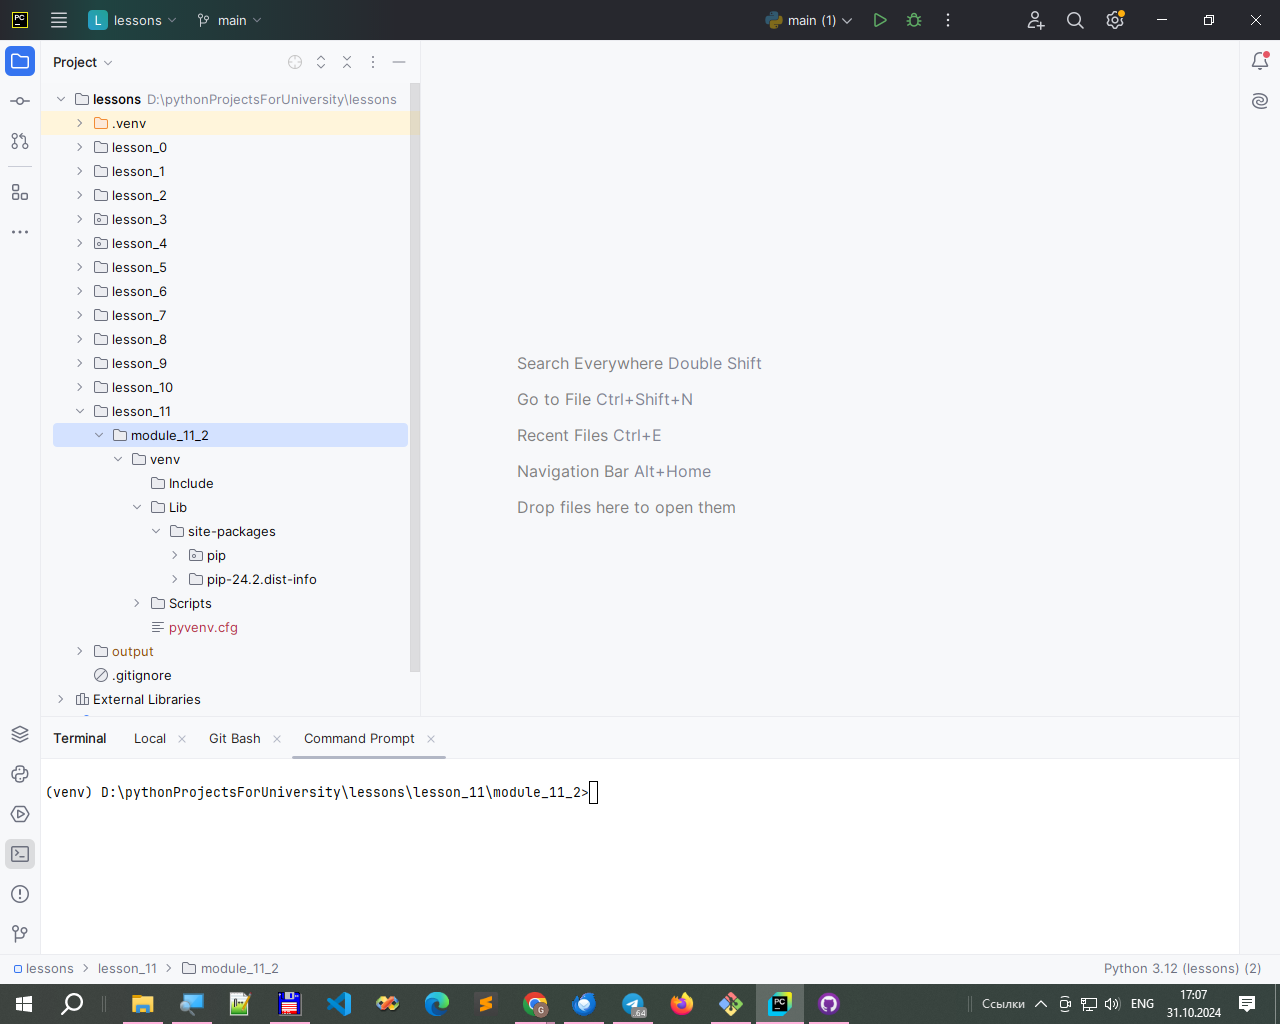 PC
L
lessons
main
main (1)
Project
lessons D:\pythonProjectsForUniversity\lessons
.venv
lesson_0
lesson_1
lesson_2
lesson_3
lesson_4
lesson_5
lesson_6
lesson_7
lesson_8
lesson_9
lesson_10
lesson_11
module_11_2
venv
Include
Lib
site-packages
pip
pip-24.2.dist-info
Scripts
pyvenv.cfg
output
.gitignore
External Libraries
Search Everywhere Double Shift
Go to File Ctrl+Shift+N
Recent Files Ctrl+E
Navigation Bar Alt+Home
Drop files here to open them
Terminal
Local
Git Bash
Command Prompt
(venv) D:\pythonProjectsForUniversity\lessons\lesson_11\module_11_2>
lessons
lesson_11
module_11_2
Python 3.12 (lessons) (2)
G
.64
PC
Ссылки
ENG
17:07
31.10.2024